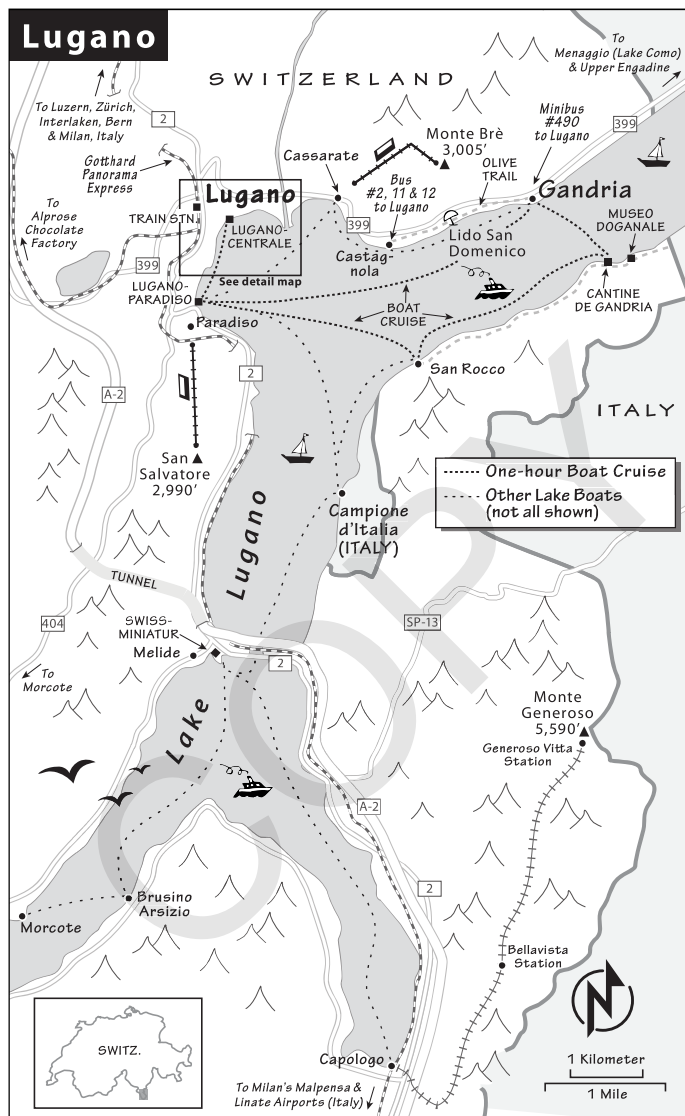 Lugano
SWITZERLAND
To
Menaggio (Lake Como)
& Upper Engadine
To Luzern, Zürich,
Interlaken, Bern
& Milan, Italy
2
Gotthard
Panorama
Express
Cassarate
Monte Brè
3,005’
Minibus
#490
to Lugano
399
Bus
#2, 11 & 12
to Lugano
OLIVE
TRAIL
To
Alprose
Chocolate
Factory
Lugano
TRAIN STN.
LUGANO-
CENTRALE
399
Gandria
MUSEO
DOGANALE
Castag-
nola
Lido San
Domenico
399
See detail map
LUGANO-
PARADISO
Paradiso
BOAT
CRUISE
CANTINE
DE GANDRIA
San Rocco
2
A-2
ITALY
San
Salvatore
2,990’
One-hour Boat Cruise
Other Lake Boats
(not all shown)
Campione
d’Italia
(ITALY)
Lake Lugano
TUNNEL
404
SWISS-
MINIATUR
Melide
2
SP-13
To
Morcote
Monte
Generoso
5,590’
Generoso Vitta
Station
A-2
2
Brusino
Arsizio
Morcote
Bellavista
Station
N
SWITZ.
Capologo
1 Kilometer
1 Mile
To Milan’s Malpensa &
Linate Airports (Italy)
COPY